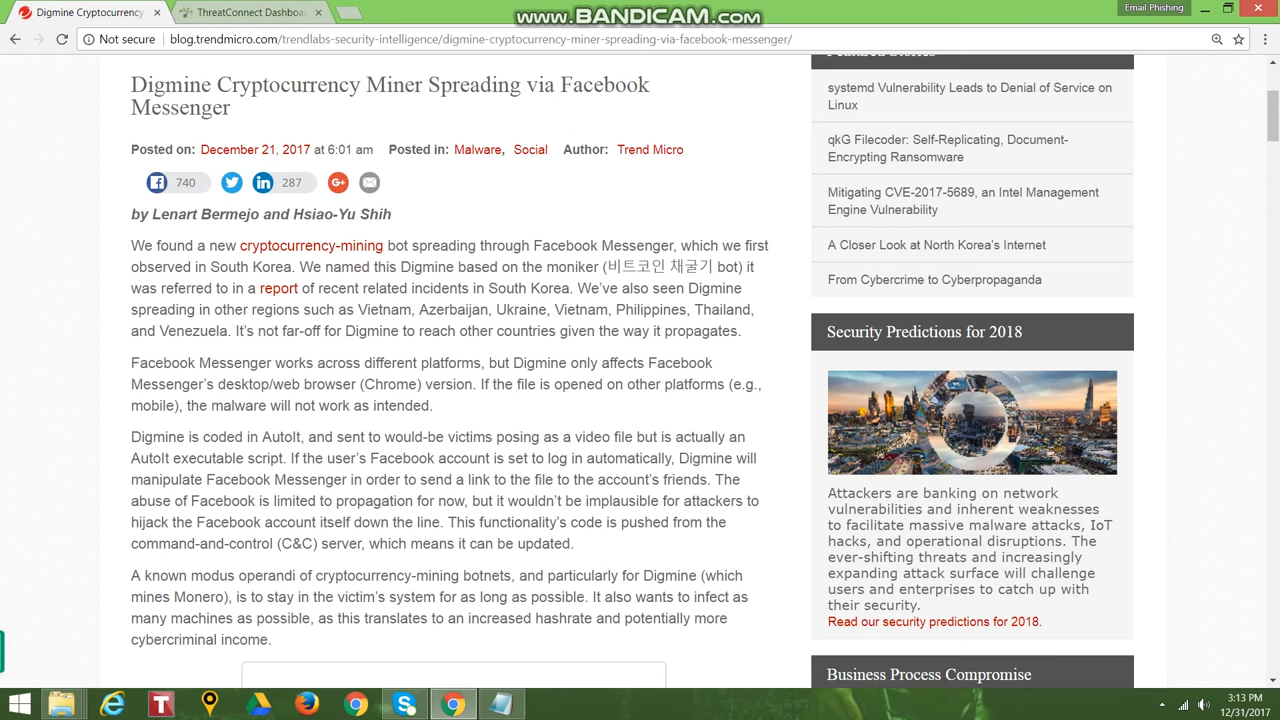 Digmine Cryptocurrency
ThreatConnect Dashboa
www.BANDICAM.com
Email Phishing
Not secure
blog.trendmicro.com/trendlabs-security-intelligence/digmine-cryptocurrency-miner-spreading-via-facebook-messenger/
Digmine Cryptocurrency Miner Spreading via Facebook
Messenger
Posted on: December 21, 2017 at 6:01 am Posted in: Malware, Social Author: Trend Micro
740
287
by Lenart Bermejo and Hsiao-Yu Shih
We found a new cryptocurrency-mining bot spreading through Facebook Messenger, which we first
observed in South Korea. We named this Digmine based on the moniker (비트코인 채굴기 bot) it
was referred to in a report of recent related incidents in South Korea. We've also seen Digmine
spreading in other regions such as Vietnam, Azerbaijan, Ukraine, Vietnam, Philippines, Thailand,
and Venezuela. It's not far-off for Digmine to reach other countries given the way it propagates.
Facebook Messenger works across different platforms, but Digmine only affects Facebook
Messenger's desktop/web browser (Chrome) version. If the file is opened on other platforms (e.g.,
mobile), the malware will not work as intended.
Digmine is coded in AutoIt, and sent to would-be victims posing as a video file but is actually an
AutoIt executable script. If the user's Facebook account is set to log in automatically, Digmine will
manipulate Facebook Messenger in order to send a link to the file to the account's friends. The
abuse of Facebook is limited to propagation for now, but it wouldn't be implausible for attackers to
hijack the Facebook account itself down the line. This functionality's code is pushed from the
command-and-control (C&C) server, which means it can be updated.
A known modus operandi of cryptocurrency-mining botnets, and particularly for Digmine (which
mines Monero), is to stay in the victim's system for as long as possible. It also wants to infect as
many machines as possible, as this translates to an increased hashrate and potentially more
cybercriminal income.
systemd Vulnerability Leads to Denial of Service on
Linux
qkG Filecoder: Self-Replicating, Document-
Encrypting Ransomware
Mitigating CVE-2017-5689, an Intel Management
Engine Vulnerability
A Closer Look at North Korea's Internet
From Cybercrime to Cyberpropaganda
Security Predictions for 2018
Attackers are banking on network
vulnerabilities and inherent weaknesses
to facilitate massive malware attacks, IoT
hacks, and operational disruptions. The
ever-shifting threats and increasingly
expanding attack surface will challenge
users and enterprises to catch up with
their security.
Read our security predictions for 2018.
Business Process Compromise
3:13 PM
12/31/2017